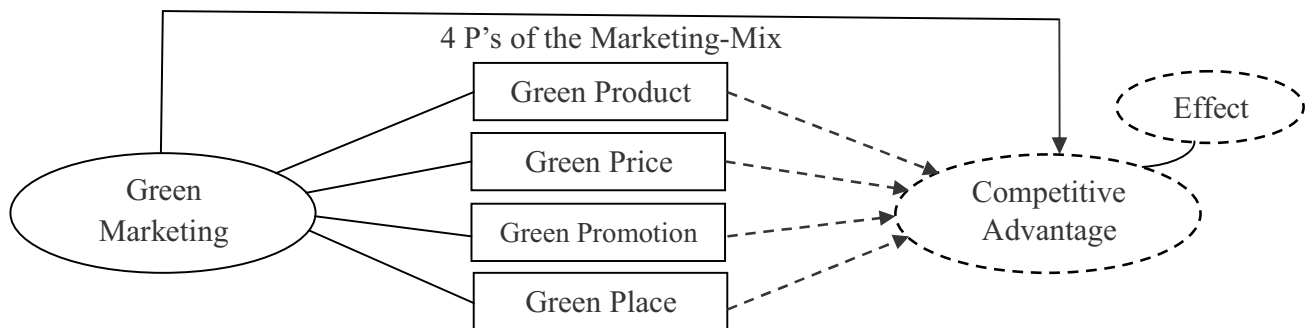 4 P’s of the Marketing-Mix
Green Product
Effect
Green Price
Green
Marketing
Competitive
Advantage
Green Promotion
Green Place